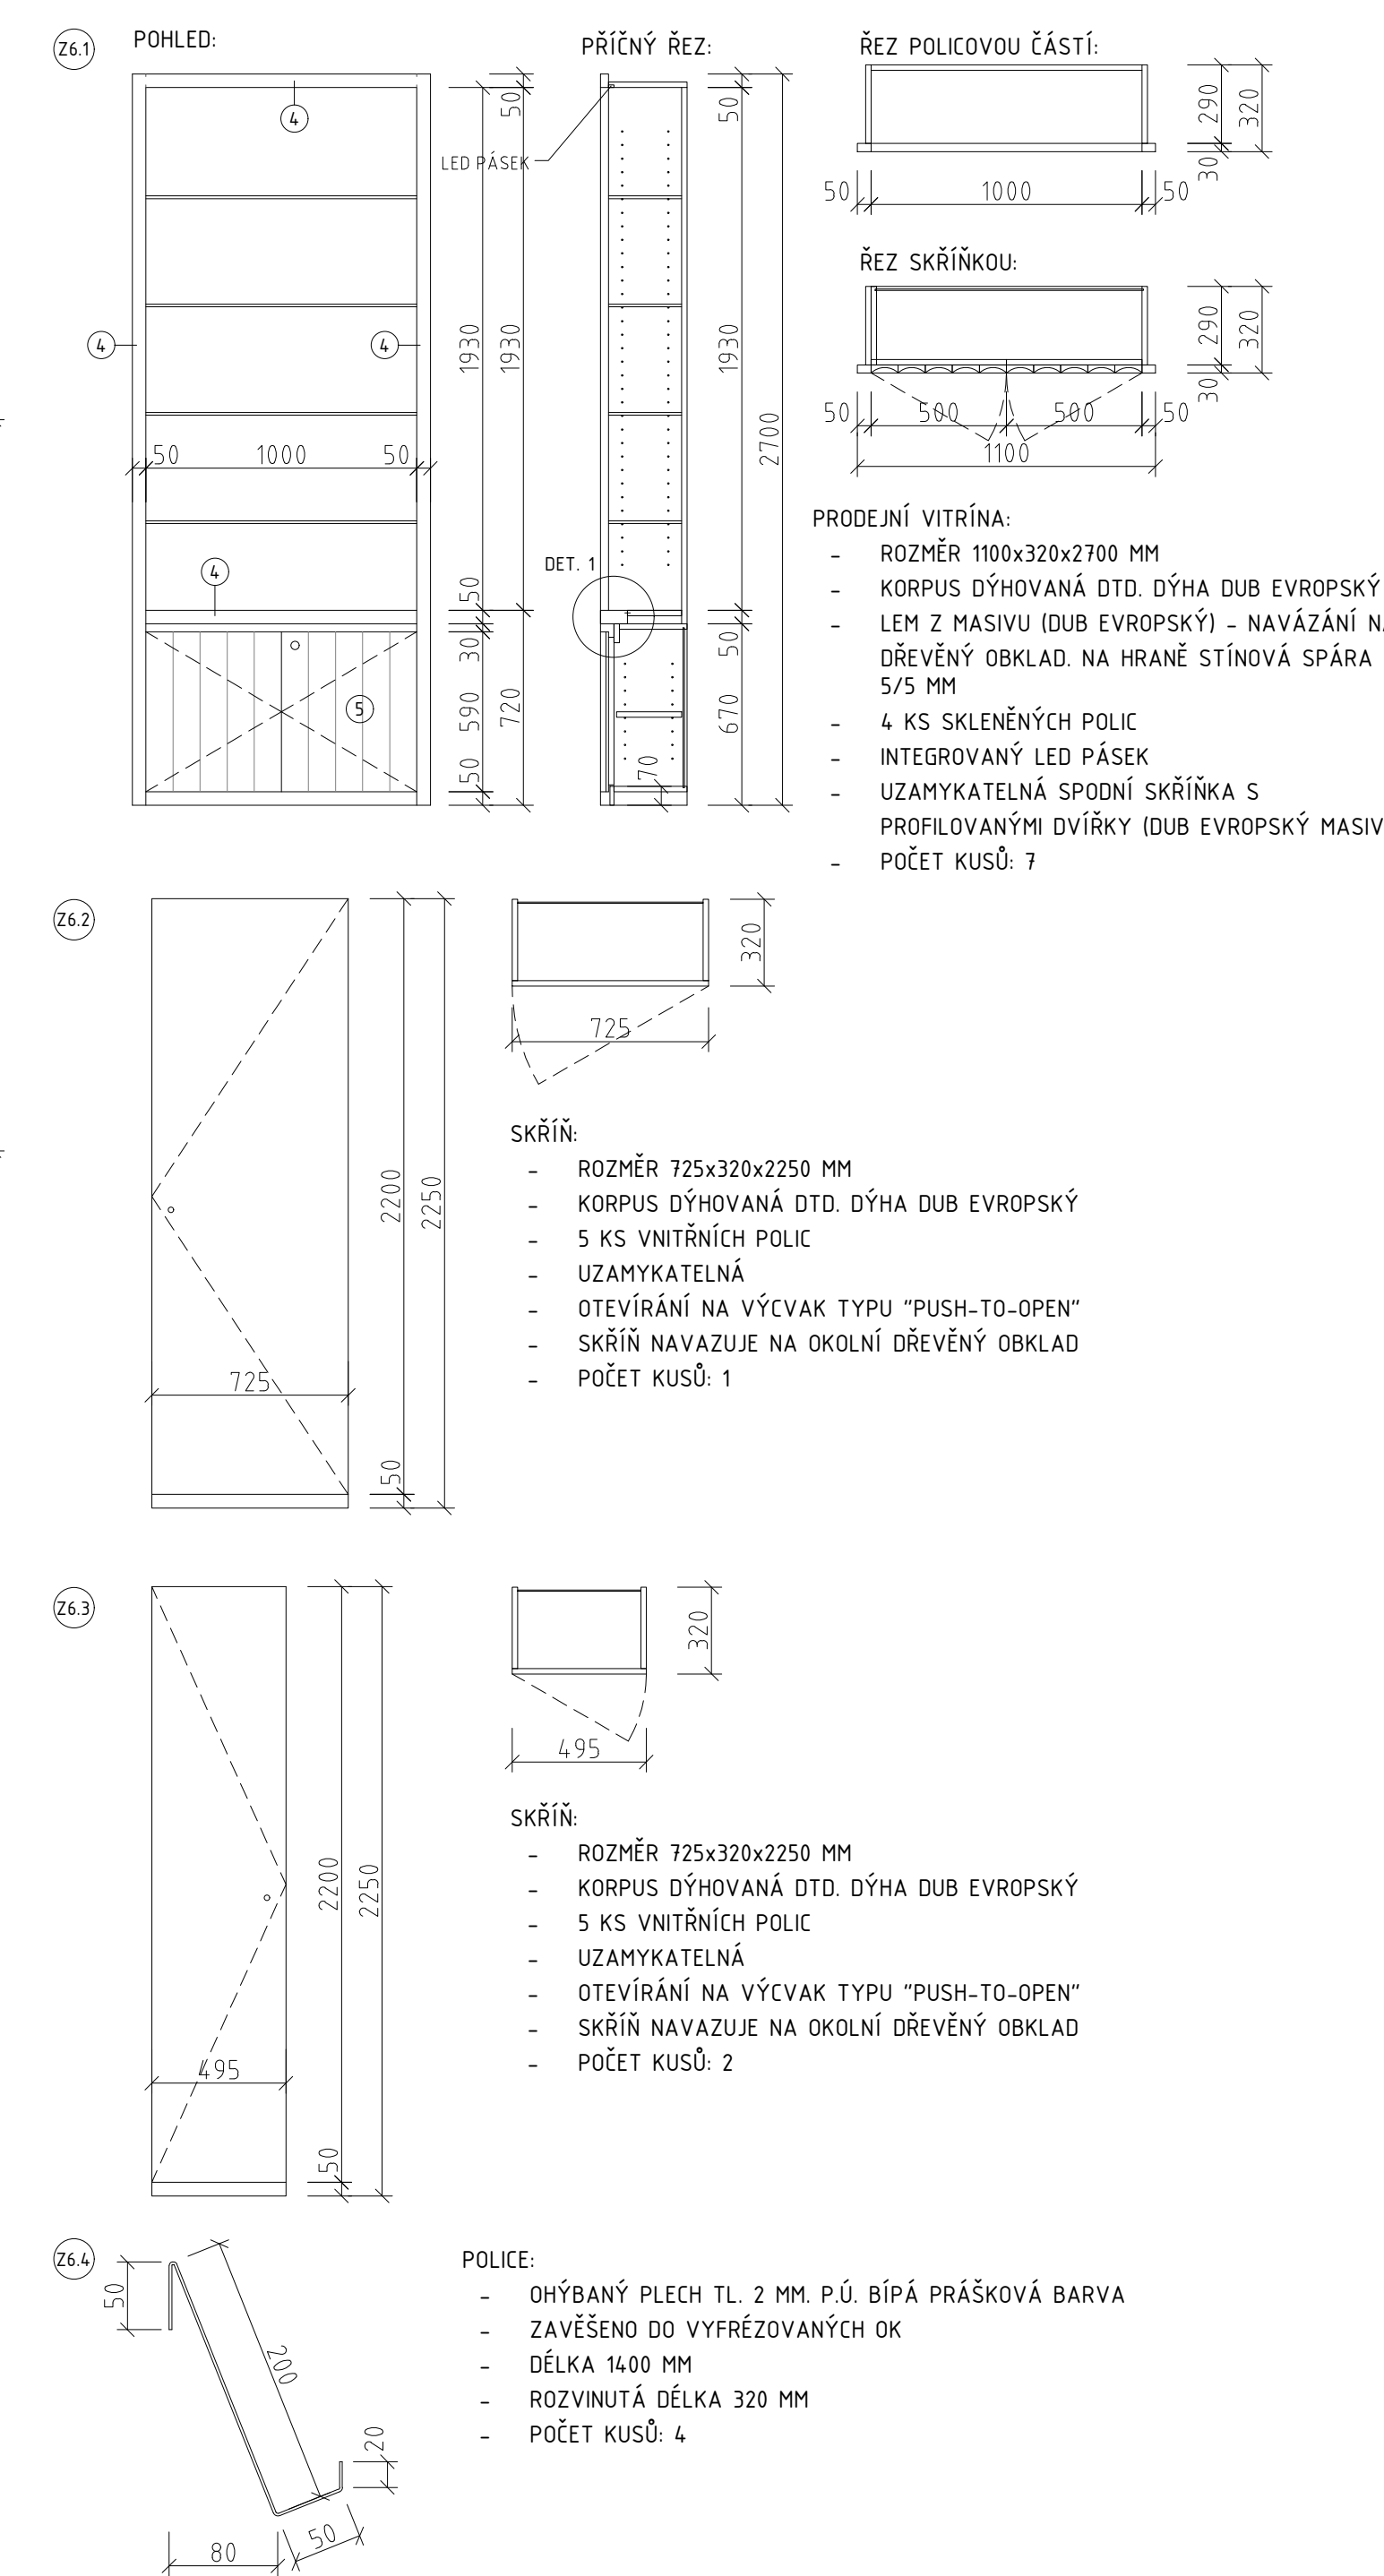 Z6.1
POHLED:
PŘÍČNÝ ŘEZ:
ŘEZ POLICOVOU ČÁSTÍ:
4
LED PÁSEK
50
50
290
320
30
50
1000
50
ŘEZ SKŘÍŇKOU:
4
4
1930
1930
1930
2700
290
320
30
50
500
500
50
1100
50
1000
50
DET. 1
4
5
50
30
590
50
720
50
670
70
PRODEJNÍ VITRÍNA:
- ROZMĚR 1100x320x2700 MM
- KORPUS DÝHOVANÁ DTD. DÝHA DUB EVROPSKÝ
- LEM Z MASIVU (DUB EVROPSKÝ) - NAVÁZÁNÍ NA
DŘEVĚNÝ OBKLAD. NA HRANĚ STÍNOVÁ SPÁRA
5/5 MM
- 4 KS SKLENĚNÝCH POLIC
- INTEGROVANÝ LED PÁSEK
- UZAMYKATELNÁ SPODNÍ SKŘÍŇKA S
PROFILOVANÝMI DVÍŘKY (DUB EVROPSKÝ MASIV
- POČET KUSŮ: 7
Z6.2
725
2200
50
2250
320
725
SKŘÍŇ:
- ROZMĚR 725x320x2250 MM
- KORPUS DÝHOVANÁ DTD. DÝHA DUB EVROPSKÝ
- 5 KS VNITŘNÍCH POLIC
- UZAMYKATELNÁ
- OTEVÍRÁNÍ NA VÝCVAK TYPU "PUSH-TO-OPEN"
- SKŘÍŇ NAVAZUJE NA OKOLNÍ DŘEVĚNÝ OBKLAD
- POČET KUSŮ: 1
Z6.3
495
2200
50
2250
320
495
SKŘÍŇ:
- ROZMĚR 725x320x2250 MM
- KORPUS DÝHOVANÁ DTD. DÝHA DUB EVROPSKÝ
- 5 KS VNITŘNÍCH POLIC
- UZAMYKATELNÁ
- OTEVÍRÁNÍ NA VÝCVAK TYPU "PUSH-TO-OPEN"
- SKŘÍŇ NAVAZUJE NA OKOLNÍ DŘEVĚNÝ OBKLAD
- POČET KUSŮ: 2
Z6.4
50
200
20
80
50
POLICE:
- OHÝBANÝ PLECH TL. 2 MM. P.Ú. BÍPÁ PRÁŠKOVÁ BARVA
- ZAVĚŠENO DO VYFRÉZOVANÝCH OK
- DÉLKA 1400 MM
- ROZVINUTÁ DÉLKA 320 MM
- POČET KUSŮ: 4